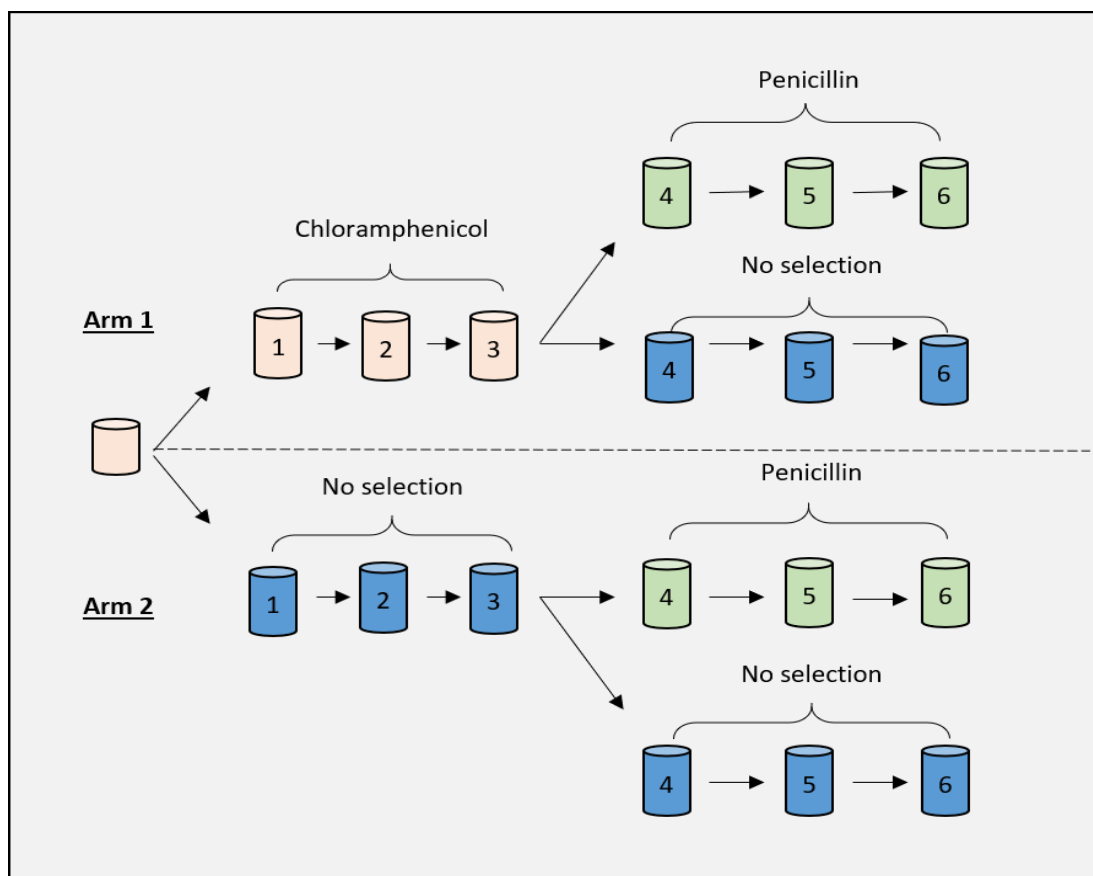 Penicillin
4 5 6
Chloramphenicol
No selection
Arm 1
1 2 3
4 5 6
No selection
Penicillin
Arm 2
1 2 3
4 5 6
No selection
4 5 6